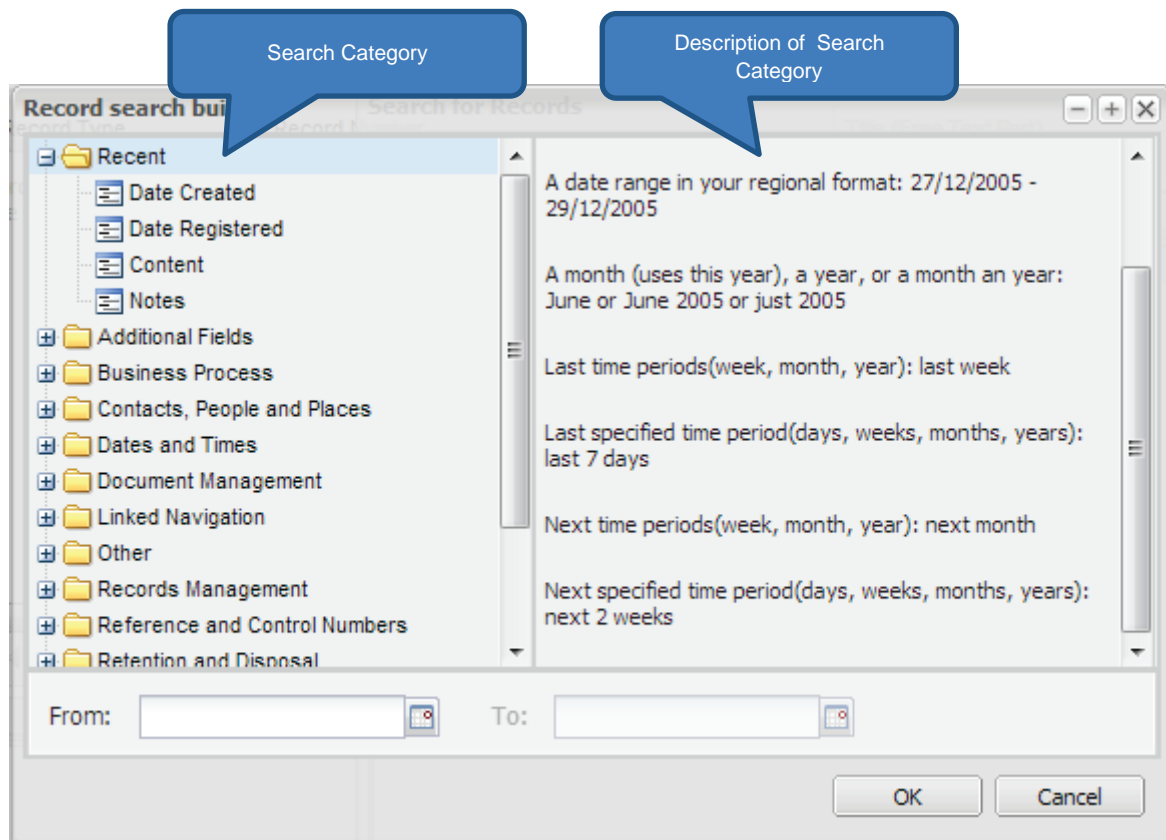 Search Category
Description of Search
Category
Record search bui
Search for Records
Recent
Date Created
Date Registered
Content
Notes
Additional Fields
Business Process
Contacts, People and Places
Dates and Times
Document Management
Linked Navigation
Other
Records Management
Reference and Control Numbers
Retention and Disposal
A date range in your regional format: 27/12/2005 -
29/12/2005
A month (uses this year), a year, or a month an year:
June or June 2005 or just 2005
Last time periods(week, month, year): last week
Last specified time period(days, weeks, months, years):
last 7 days
Next time periods(week, month, year): next month
Next specified time period(days, weeks, months, years):
next 2 weeks
From:
To:
OK
Cancel